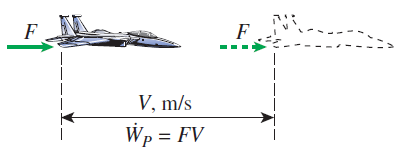 F F
V, m/s
Ẇ_P = FV